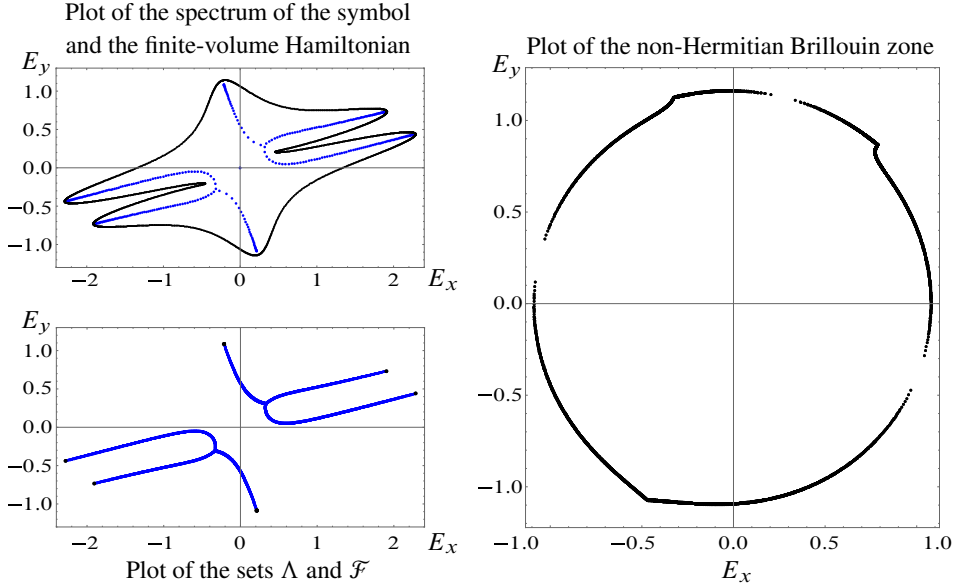 Plot of the spectrum of the symbol
and the finite-volume Hamiltonian
E_y
1.0
0.5
0.0
−0.5
−1.0
−2 −1 0 1 2 E_x
E_y
1.0
0.5
0.0
−0.5
−1.0
−2 −1 0 1 2 E_x
Plot of the sets Λ and ℱ
Plot of the non-Hermitian Brillouin zone
E_y
1.0
0.5
0.0
−0.5
−1.0
−1.0 −0.5 0.0 0.5 1.0
E_x